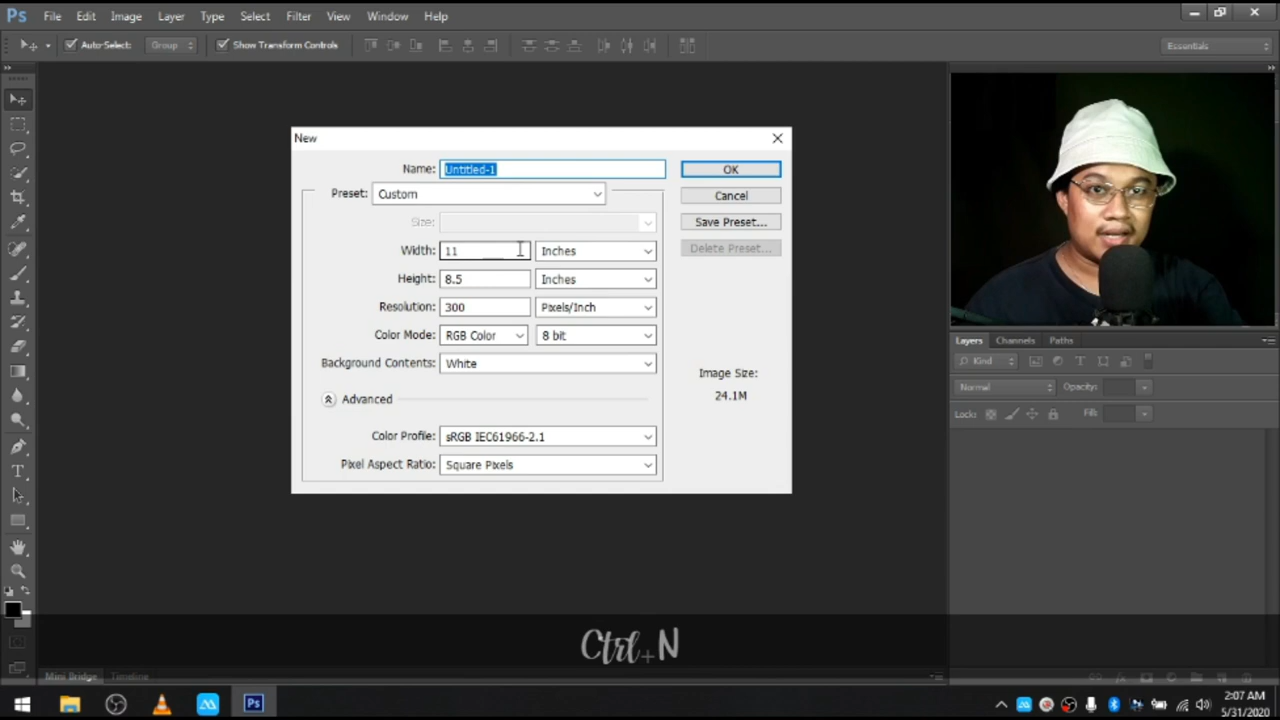 Ps File Edit Image Layer Type Select Filter View Window Help
Auto-Select: Group Show Transform Controls Essentials
New
Name: Untitled-1 OK
Preset: Custom Cancel
Size: Save Preset...
Width: 11 Inches Delete Preset...
Height: 8.5 Inches
Resolution: 300 Pixels/Inch
Color Mode: RGB Color 8 bit
Background Contents: White
Image Size:
24.1M
Advanced
Color Profile: sRGB IEC61966-2.1
Pixel Aspect Ratio: Square Pixels
Layers Channels Paths
Kind
Normal Opacity:
Lock: Fill:
Ctrl+N
Mini Bridge Timeline
Ps
2:07 AM
5/31/2020